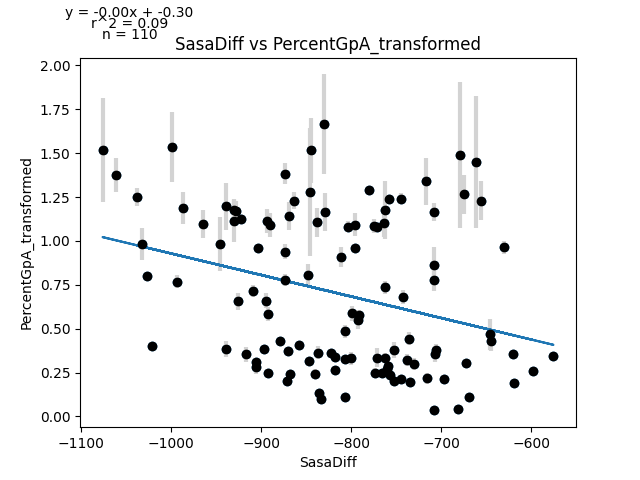 y = -0.00x + -0.30
r^2 = 0.09
n = 110
SasaDiff vs PercentGpA_transformed
2.00
1.75
1.50
1.25
1.00
0.75
0.50
0.25
0.00
PercentGpA_transformed
−1100
−1000
−900
−800
−700
−600
SasaDiff